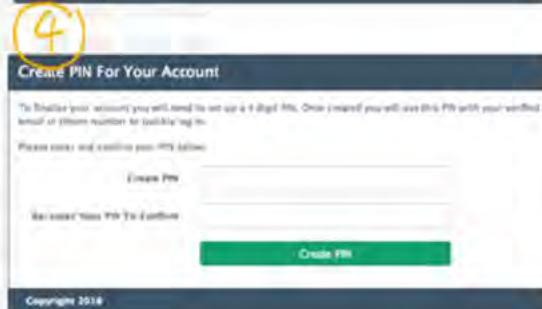 4
Create PIN For Your Account
To finalize your account you will need to set up a 4 digit PIN. Once created you will use this PIN with your verified
email or phone number to quickly log in.
Please enter and confirm your PIN below.
Create PIN
Re-enter Your PIN To Confirm
Create PIN
Copyright 2016